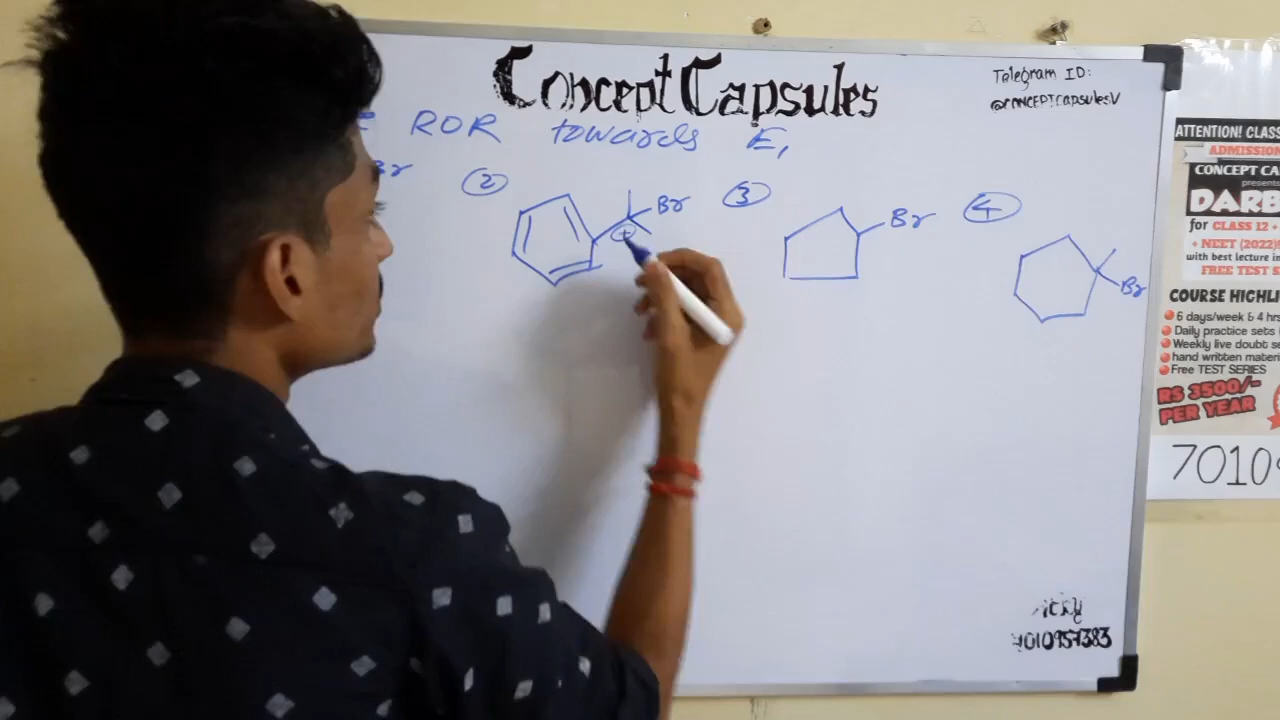 Concept Capsules
Telegram ID:
@CONCEPTCapsulesV
ROR towards E1
Br
②
Br
+
③
Br
④
Br
ATTENTION! CLASS
ADMISSION
CONCEPT CA
presents
DARB
for CLASS 12 +
+ NEET (2022)
with best lecture in
FREE TEST S
COURSE HIGHLI
6 days/week & 4 hrs
Daily practice sets
Weekly live doubt se
hand written materi
Free TEST SERIES
RS 3500/-
PER YEAR
7010
7010957383